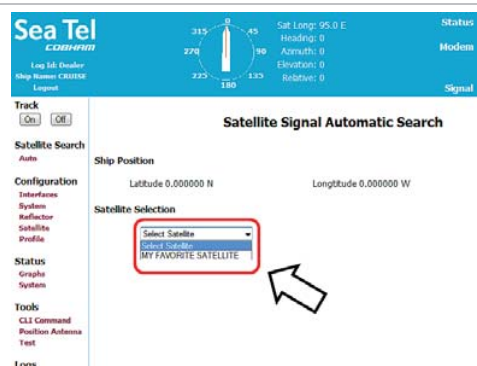 Sea Tel
COBHAM
Log Id: Dealer
Ship Name: CRUISE
Logout
0
45
90
135
180
225
270
315
Sat Long: 95.0 E
Heading: 0
Azimuth: 0
Elevation: 0
Relative: 0
Status
Modem
Signal
Track
On Off
Satellite Search
Auto
Configuration
Interfaces
System
Reflector
Satellite
Profile
Status
Graphs
System
Tools
CLI Command
Position Antenna
Test
Logs
Satellite Signal Automatic Search
Ship Position
Latitude 0.000000 N Longtitude 0.000000 W
Satellite Selection
Select Satellite
Select Satellite
MY FAVORITE SATELLITE